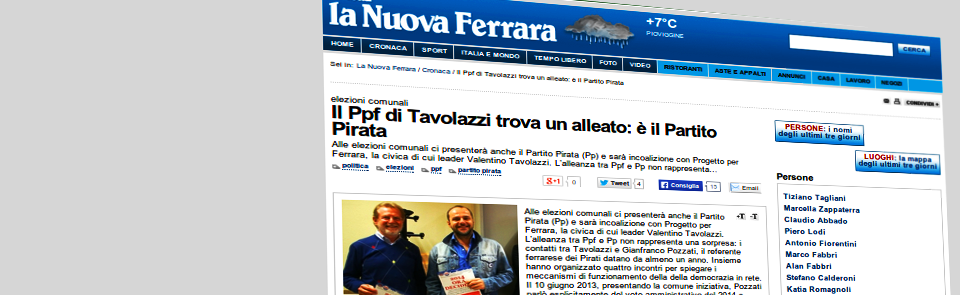 la Nuova Ferrara
+7°C
PIOVIGGINE
CERCA
HOME CRONACA SPORT ITALIA E MONDO TEMPO LIBERO FOTO VIDEO RISTORANTI ASTE E APPALTI ANNUNCI CASA LAVORO NEGOZI
Sei in: La Nuova Ferrara / Cronaca / Il Ppf di Tavolazzi trova un alleato: è il Partito Pirata
CONDIVIDI
elezioni comunali
Il Ppf di Tavolazzi trova un alleato: è il Partito
Pirata
Alle elezioni comunali ci presenterà anche il Partito Pirata (Pp) e sarà incoalizione con Progetto per
Ferrara, la civica di cui leader Valentino Tavolazzi. L'alleanza tra Ppf e Pp non rappresenta...
politica elezioni ppf partito pirata
g+1 0 Tweet 4 Consiglia 15 Email
Alle elezioni comunali ci presenterà anche il Partito
Pirata (Pp) e sarà incoalizione con Progetto per
Ferrara, la civica di cui leader Valentino Tavolazzi.
L'alleanza tra Ppf e Pp non rappresenta una sorpresa: i
contatti tra Tavolazzi e Gianfranco Pozzati, il referente
ferrarese dei Pirati datano da almeno un anno. Insieme
hanno organizzato quattro incontri per spiegare i
meccanismi di funzionamento della della democrazia in rete.
Il 10 giugno 2013, presentando la comune iniziativa, Pozzati
PERSONE: i nomi
degli ultimi tre giorni
LUOGHI: la mappa
degli ultimi tre giorni
Persone
Tiziano Tagliani
Marcella Zappaterra
Claudio Abbado
Piero Lodi
Antonio Fiorentini
Marco Fabbri
Alan Fabbri
Stefano Calderoni
Katia Romagnoli